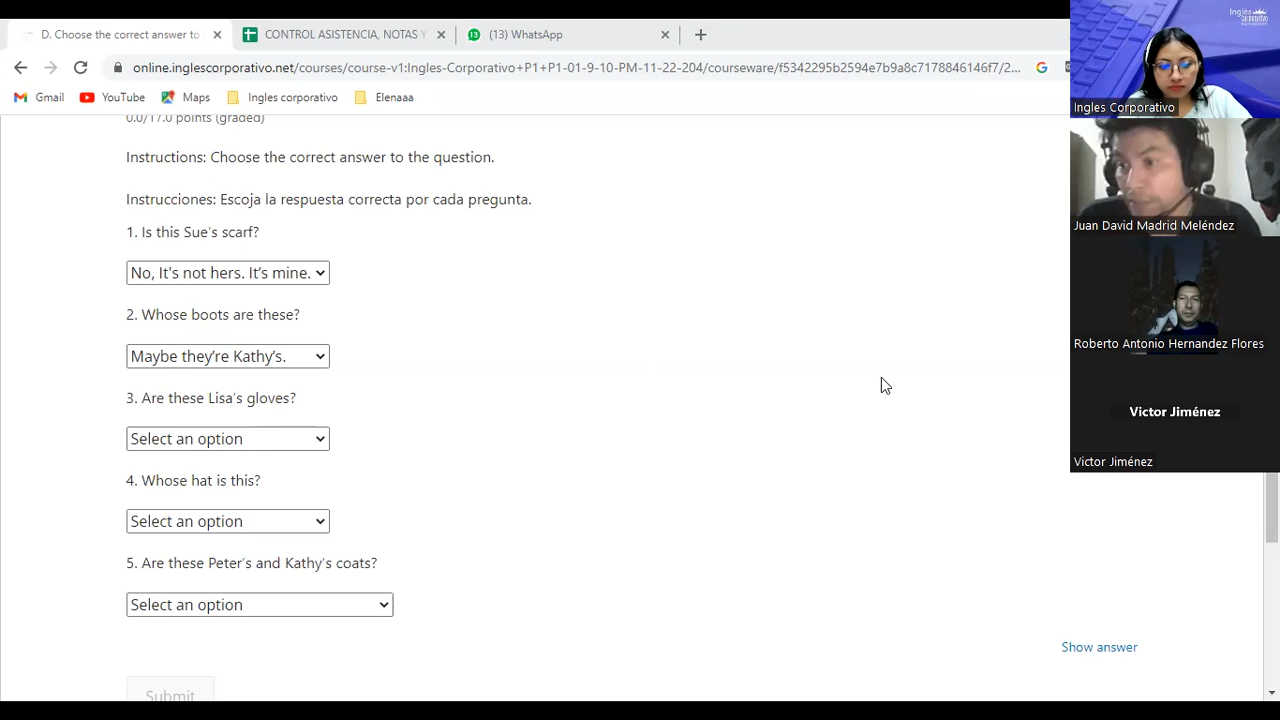 D. Choose the correct answer to
CONTROL ASISTENCIA, NOTAS Y
(13) WhatsApp
online.inglescorporativo.net/courses/course-v1:Ingles-Corporativo+P1+P1-01-9-10-PM-11-22-204/courseware/f5342295b2594e7b9a8c7178846146f7/2...
Gmail
YouTube
Maps
Ingles corporativo
Elenaaa
0.0/17.0 points (graded)
Instructions: Choose the correct answer to the question.
Instrucciones: Escoja la respuesta correcta por cada pregunta.
1. Is this Sue's scarf?
No, It's not hers. It's mine.
2. Whose boots are these?
Maybe they're Kathy's.
3. Are these Lisa's gloves?
Select an option
4. Whose hat is this?
Select an option
5. Are these Peter's and Kathy's coats?
Select an option
Show answer
Submit
Ingles
Ingles Corporativo
Juan David Madrid Meléndez
Roberto Antonio Hernandez Flores
Victor Jiménez
Victor Jiménez